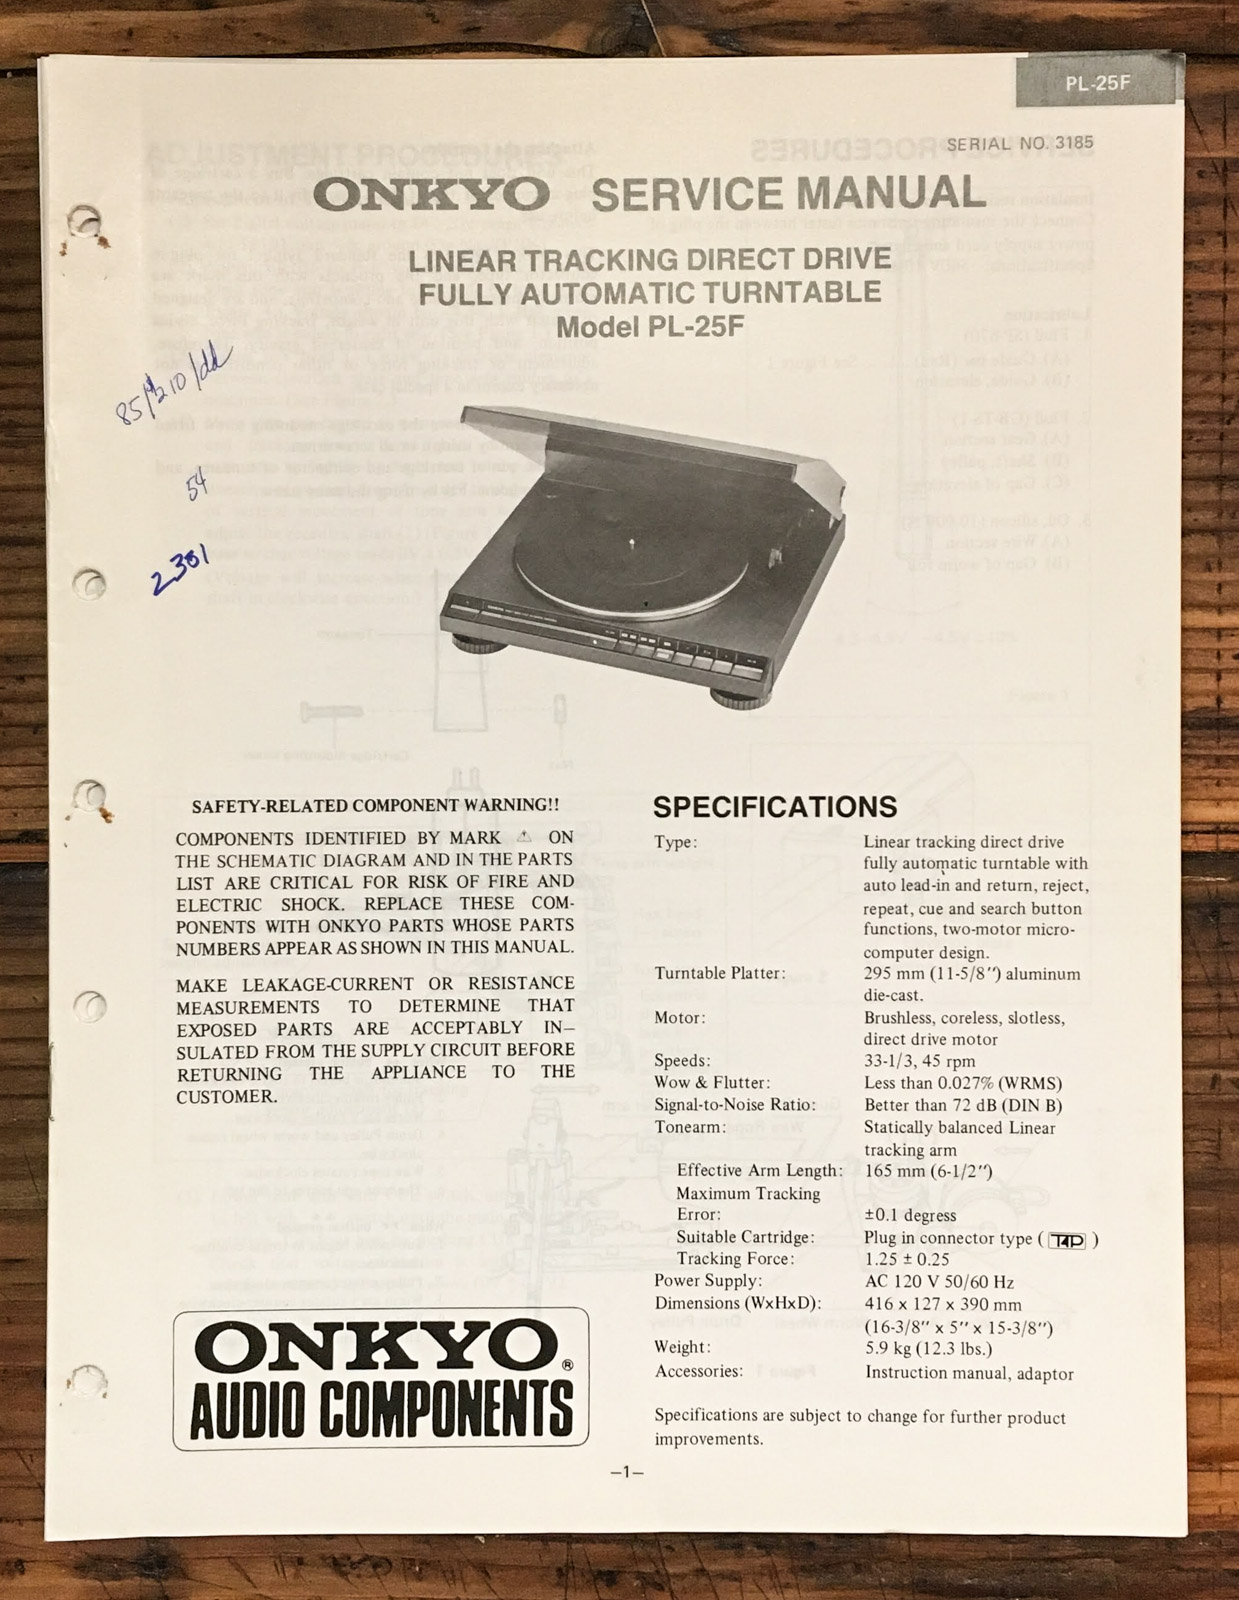 PL-25F
SERIAL NO. 3185
ONKYO SERVICE MANUAL
LINEAR TRACKING DIRECT DRIVE
FULLY AUTOMATIC TURNTABLE
Model PL-25F
54
2381
SAFETY-RELATED COMPONENT WARNING!!
COMPONENTS IDENTIFIED BY MARK ⚠ ON
THE SCHEMATIC DIAGRAM AND IN THE PARTS
LIST ARE CRITICAL FOR RISK OF FIRE AND
ELECTRIC SHOCK. REPLACE THESE COM-
PONENTS WITH ONKYO PARTS WHOSE PARTS
NUMBERS APPEAR AS SHOWN IN THIS MANUAL.
MAKE LEAKAGE-CURRENT OR RESISTANCE
MEASUREMENTS TO DETERMINE THAT
EXPOSED PARTS ARE ACCEPTABLY IN-
SULATED FROM THE SUPPLY CIRCUIT BEFORE
RETURNING THE APPLIANCE TO THE
CUSTOMER.
ONKYO®
AUDIO COMPONENTS
SPECIFICATIONS
Type: Linear tracking direct drive
fully automatic turntable with
auto lead-in and return, reject,
repeat, cue and search button
functions, two-motor micro-
computer design.
Turntable Platter: 295 mm (11-5/8") aluminum
die-cast.
Motor: Brushless, coreless, slotless,
direct drive motor
Speeds: 33-1/3, 45 rpm
Wow & Flutter: Less than 0.027% (WRMS)
Signal-to-Noise Ratio: Better than 72 dB (DIN B)
Tonearm: Statically balanced Linear
tracking arm
Effective Arm Length: 165 mm (6-1/2")
Maximum Tracking
Error: ±0.1 degress
Suitable Cartridge: Plug in connector type ( T4P )
Tracking Force: 1.25 ± 0.25
Power Supply: AC 120 V 50/60 Hz
Dimensions (WxHxD): 416 x 127 x 390 mm
(16-3/8" x 5" x 15-3/8")
Weight: 5.9 kg (12.3 lbs.)
Accessories: Instruction manual, adaptor
Specifications are subject to change for further product
improvements.
—1—